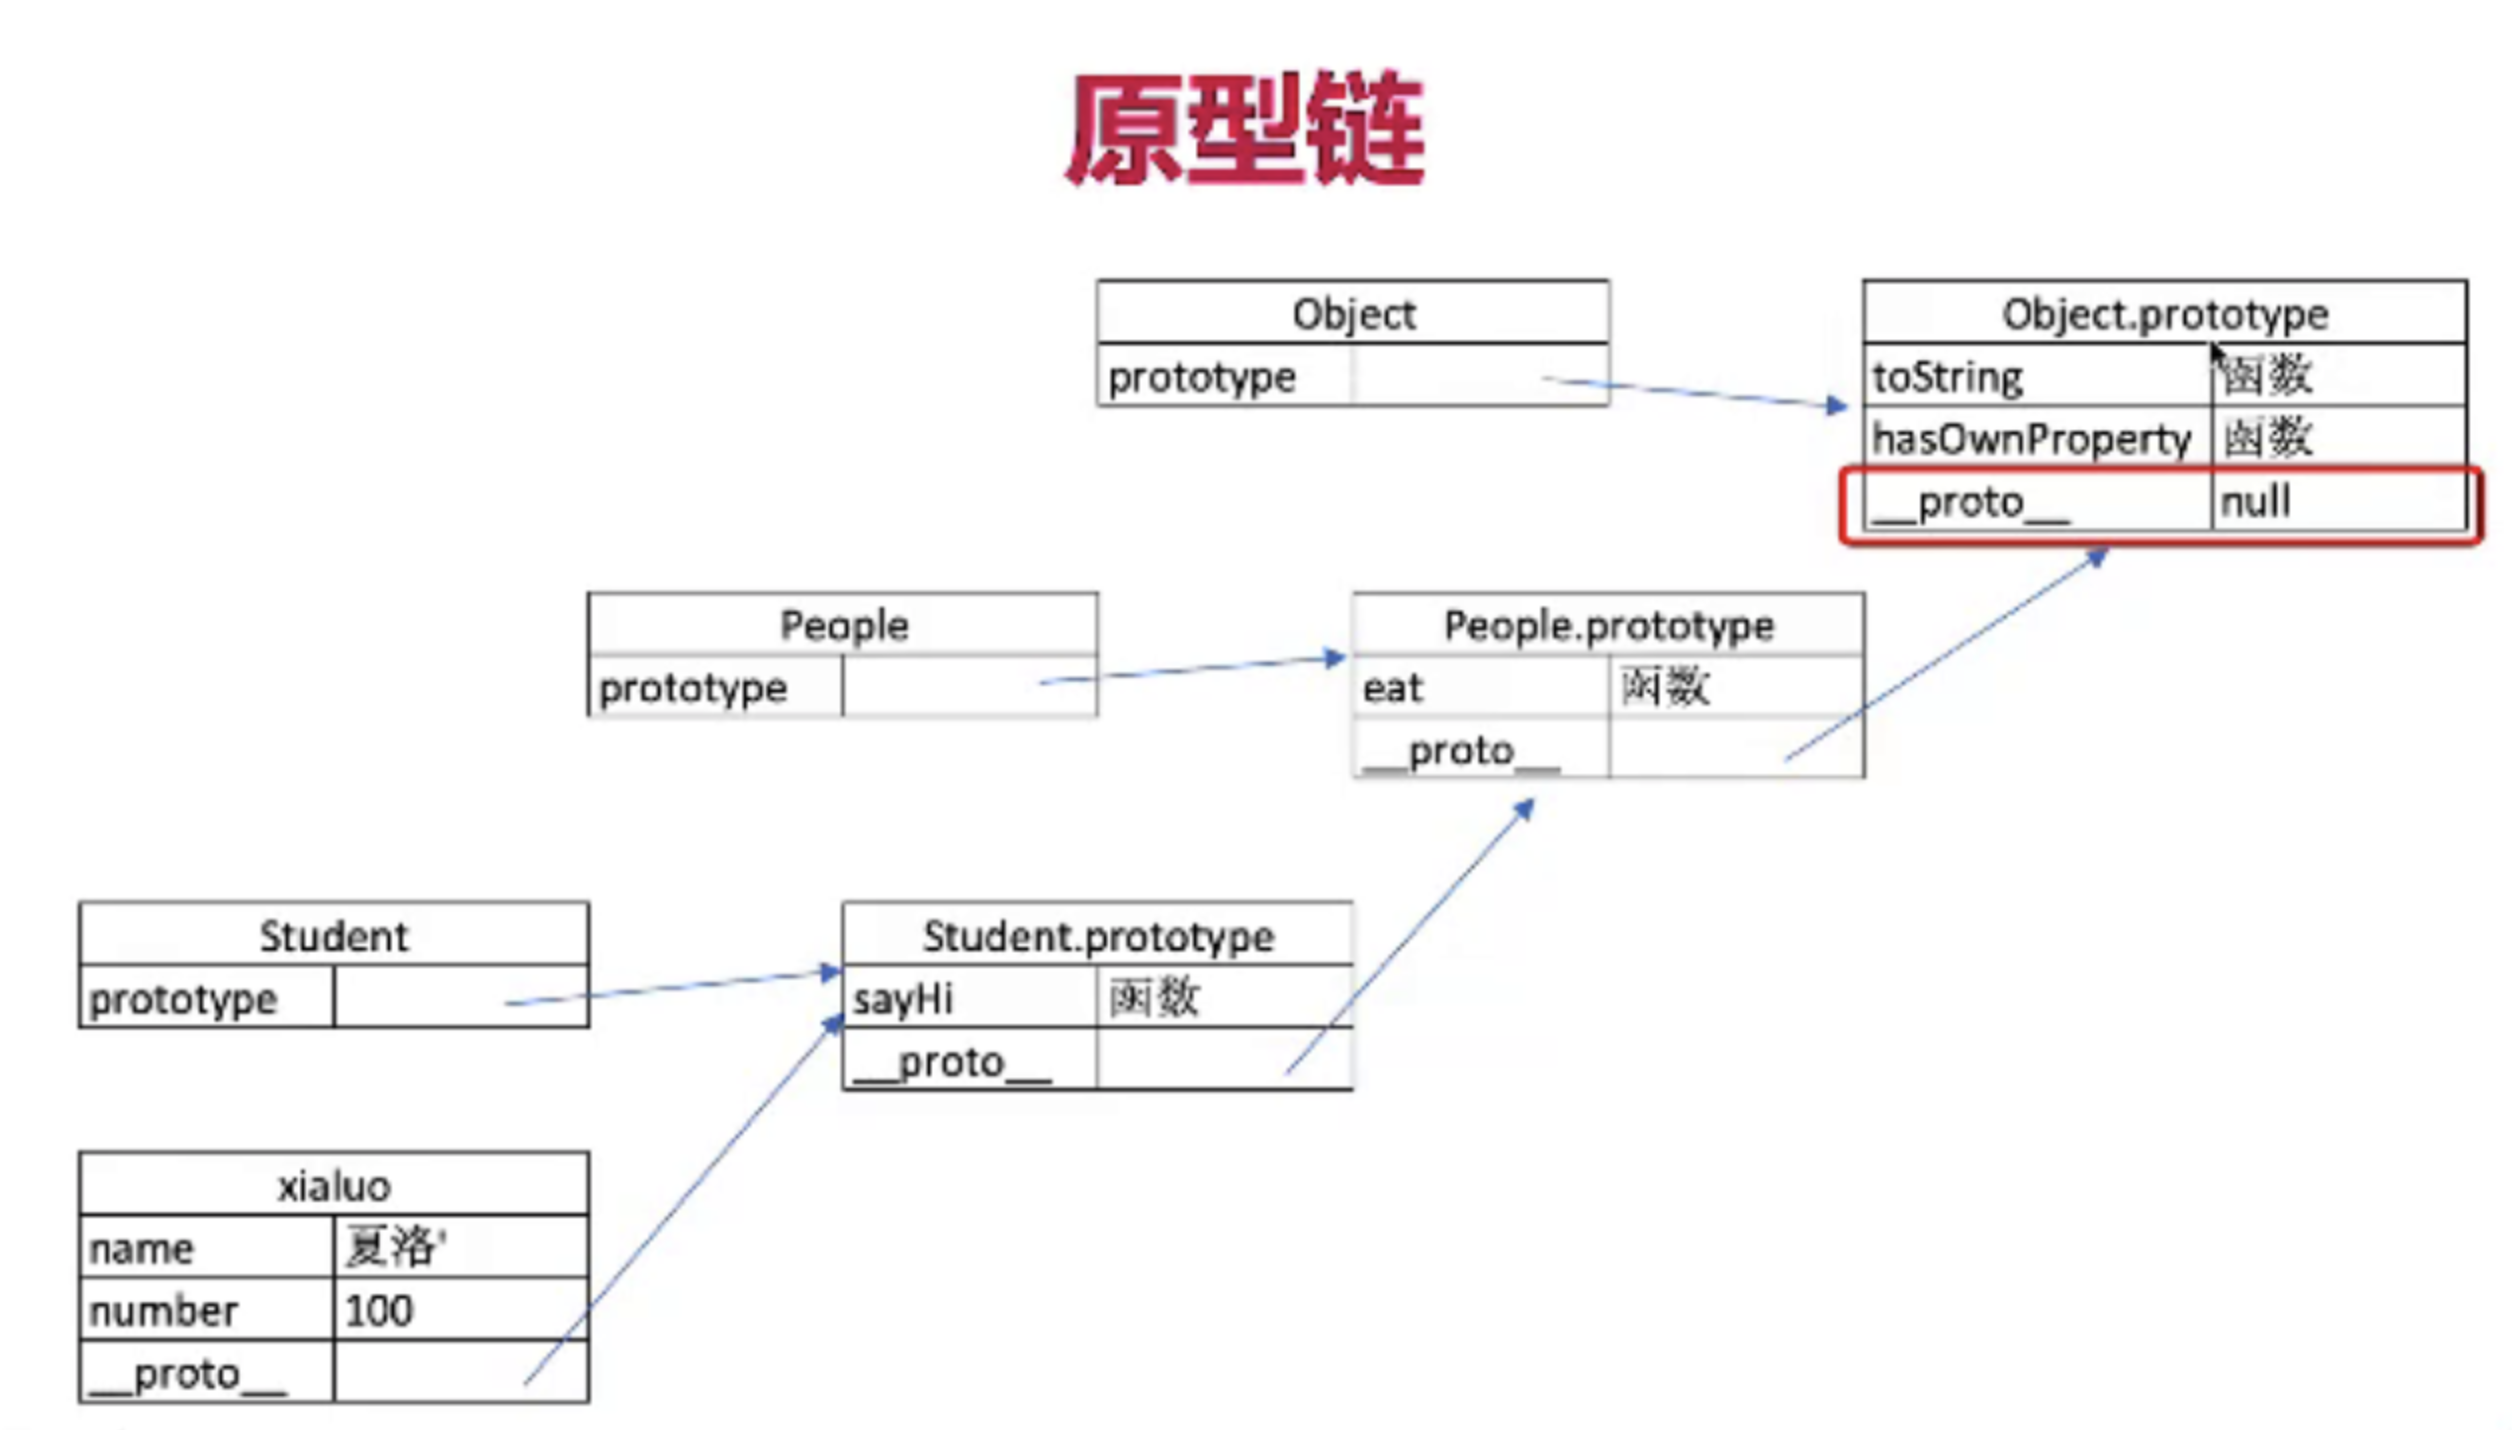 原型链
Object
prototype
Object.prototype
toString 函数
hasOwnProperty 函数
__proto__ null
People
prototype
People.prototype
eat 函数
__proto__
Student
prototype
Student.prototype
sayHi 函数
__proto__
xialuo
name 夏洛'
number 100
__proto__